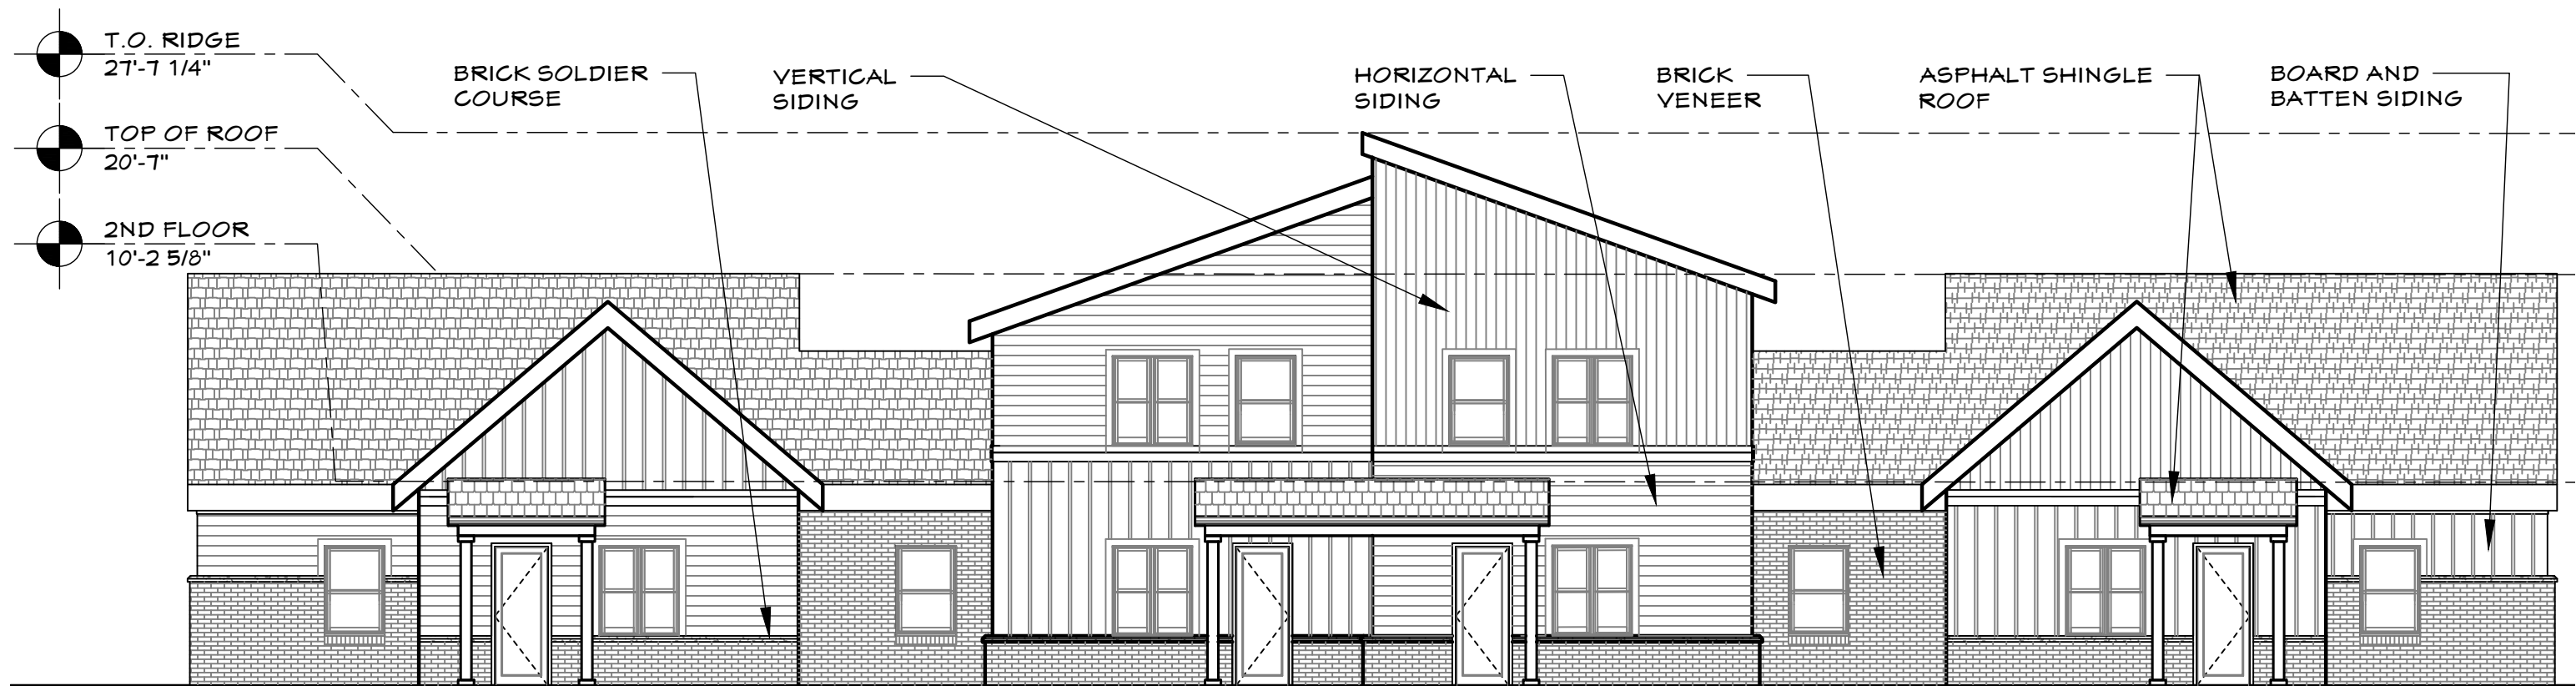 T.O. RIDGE
27'-7 1/4"
TOP OF ROOF
20'-7"
2ND FLOOR
10'-2 5/8"
BRICK SOLDIER
COURSE
VERTICAL
SIDING
HORIZONTAL
SIDING
BRICK
VENEER
ASPHALT SHINGLE
ROOF
BOARD AND
BATTEN SIDING